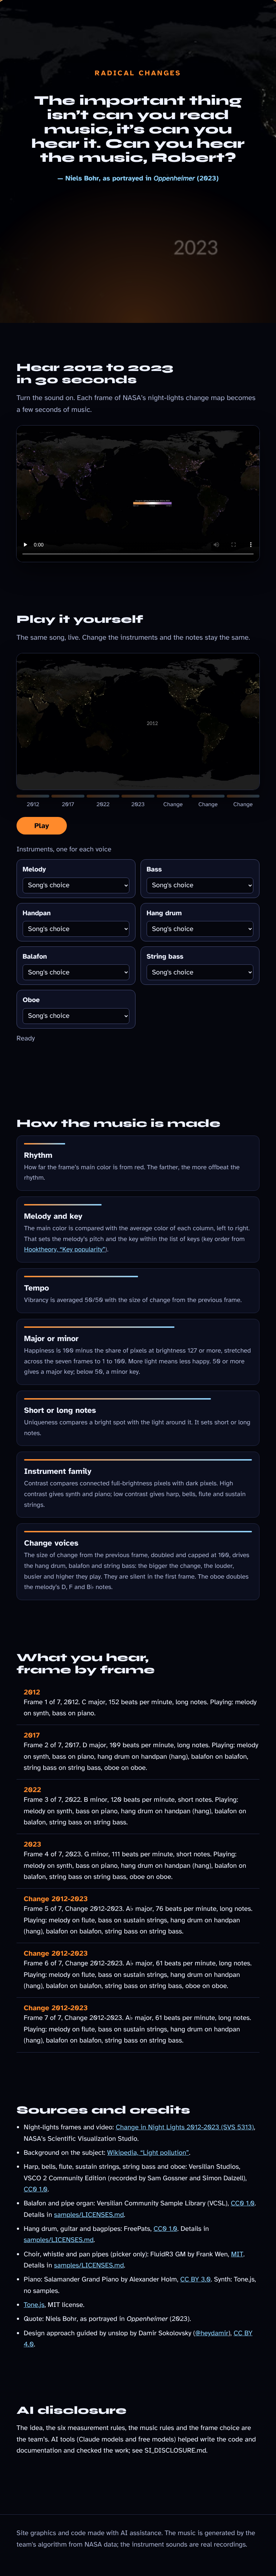 RADICAL CHANGES
The important thing
isn't can you read
music, it's can you
hear it. Can you hear
the music, Robert?
— Niels Bohr, as portrayed in Oppenheimer (2023)
2023
Hear 2012 to 2023
in 30 seconds
Turn the sound on. Each frame of NASA's night-lights change map becomes
a few seconds of music.
0:00
Play it yourself
The same song, live. Change the instruments and the notes stay the same.
2012
2012 2017 2022 2023 Change Change Change
Play
Instruments, one for each voice
Melody Bass
Song's choice Song's choice
Handpan Hang drum
Song's choice Song's choice
Balafon String bass
Song's choice Song's choice
Oboe
Song's choice
Ready
How the music is made
Rhythm
How far the frame's main color is from red. The farther, the more offbeat the
rhythm.
Melody and key
The main color is compared with the average color of each column, left to right.
That sets the melody's pitch and the key within the list of keys (key order from
Hooktheory, "Key popularity").
Tempo
Vibrancy is averaged 50/50 with the size of change from the previous frame.
Major or minor
Happiness is 100 minus the share of pixels at brightness 127 or more, stretched
across the seven frames to 1 to 100. More light means less happy. 50 or more
gives a major key; below 50, a minor key.
Short or long notes
Uniqueness compares a bright spot with the light around it. It sets short or long
notes.
Instrument family
Contrast compares connected full-brightness pixels with dark pixels. High
contrast gives synth and piano; low contrast gives harp, bells, flute and sustain
strings.
Change voices
The size of change from the previous frame, doubled and capped at 100, drives
the hang drum, balafon and string bass: the bigger the change, the louder,
busier and higher they play. They are silent in the first frame. The oboe doubles
the melody's D, F and B♭ notes.
What you hear,
frame by frame
2012
Frame 1 of 7, 2012. C major, 152 beats per minute, long notes. Playing: melody
on synth, bass on piano.
2017
Frame 2 of 7, 2017. D major, 109 beats per minute, long notes. Playing: melody
on synth, bass on piano, hang drum on handpan (hang), balafon on balafon,
string bass on string bass, oboe on oboe.
2022
Frame 3 of 7, 2022. B minor, 120 beats per minute, short notes. Playing:
melody on synth, bass on piano, hang drum on handpan (hang), balafon on
balafon, string bass on string bass.
2023
Frame 4 of 7, 2023. G minor, 111 beats per minute, short notes. Playing:
melody on synth, bass on piano, hang drum on handpan (hang), balafon on
balafon, string bass on string bass, oboe on oboe.
Change 2012-2023
Frame 5 of 7, Change 2012-2023. A♭ major, 76 beats per minute, long notes.
Playing: melody on flute, bass on sustain strings, hang drum on handpan
(hang), balafon on balafon, string bass on string bass.
Change 2012-2023
Frame 6 of 7, Change 2012-2023. A♭ major, 61 beats per minute, long notes.
Playing: melody on flute, bass on sustain strings, hang drum on handpan
(hang), balafon on balafon, string bass on string bass, oboe on oboe.
Change 2012-2023
Frame 7 of 7, Change 2012-2023. A♭ major, 61 beats per minute, long notes.
Playing: melody on flute, bass on sustain strings, hang drum on handpan
(hang), balafon on balafon, string bass on string bass.
Sources and credits
• Night-lights frames and video: Change in Night Lights 2012-2023 (SVS 5313),
NASA's Scientific Visualization Studio.
• Background on the subject: Wikipedia, "Light pollution".
• Harp, bells, flute, sustain strings, string bass and oboe: Versilian Studios,
VSCO 2 Community Edition (recorded by Sam Gossner and Simon Dalzell),
CC0 1.0.
• Balafon and pipe organ: Versilian Community Sample Library (VCSL), CC0 1.0.
Details in samples/LICENSES.md.
• Hang drum, guitar and bagpipes: FreePats, CC0 1.0. Details in
samples/LICENSES.md.
• Choir, whistle and pan pipes (picker only): FluidR3 GM by Frank Wen, MIT.
Details in samples/LICENSES.md.
• Piano: Salamander Grand Piano by Alexander Holm, CC BY 3.0. Synth: Tone.js,
no samples.
• Tone.js, MIT license.
• Quote: Niels Bohr, as portrayed in Oppenheimer (2023).
• Design approach guided by unslop by Damir Sokolovsky (@heydamir), CC BY
4.0.
AI disclosure
The idea, the six measurement rules, the music rules and the frame choice are
the team's. AI tools (Claude models and free models) helped write the code and
documentation and checked the work; see SI_DISCLOSURE.md.
Site graphics and code made with AI assistance. The music is generated by the
team's algorithm from NASA data; the instrument sounds are real recordings.